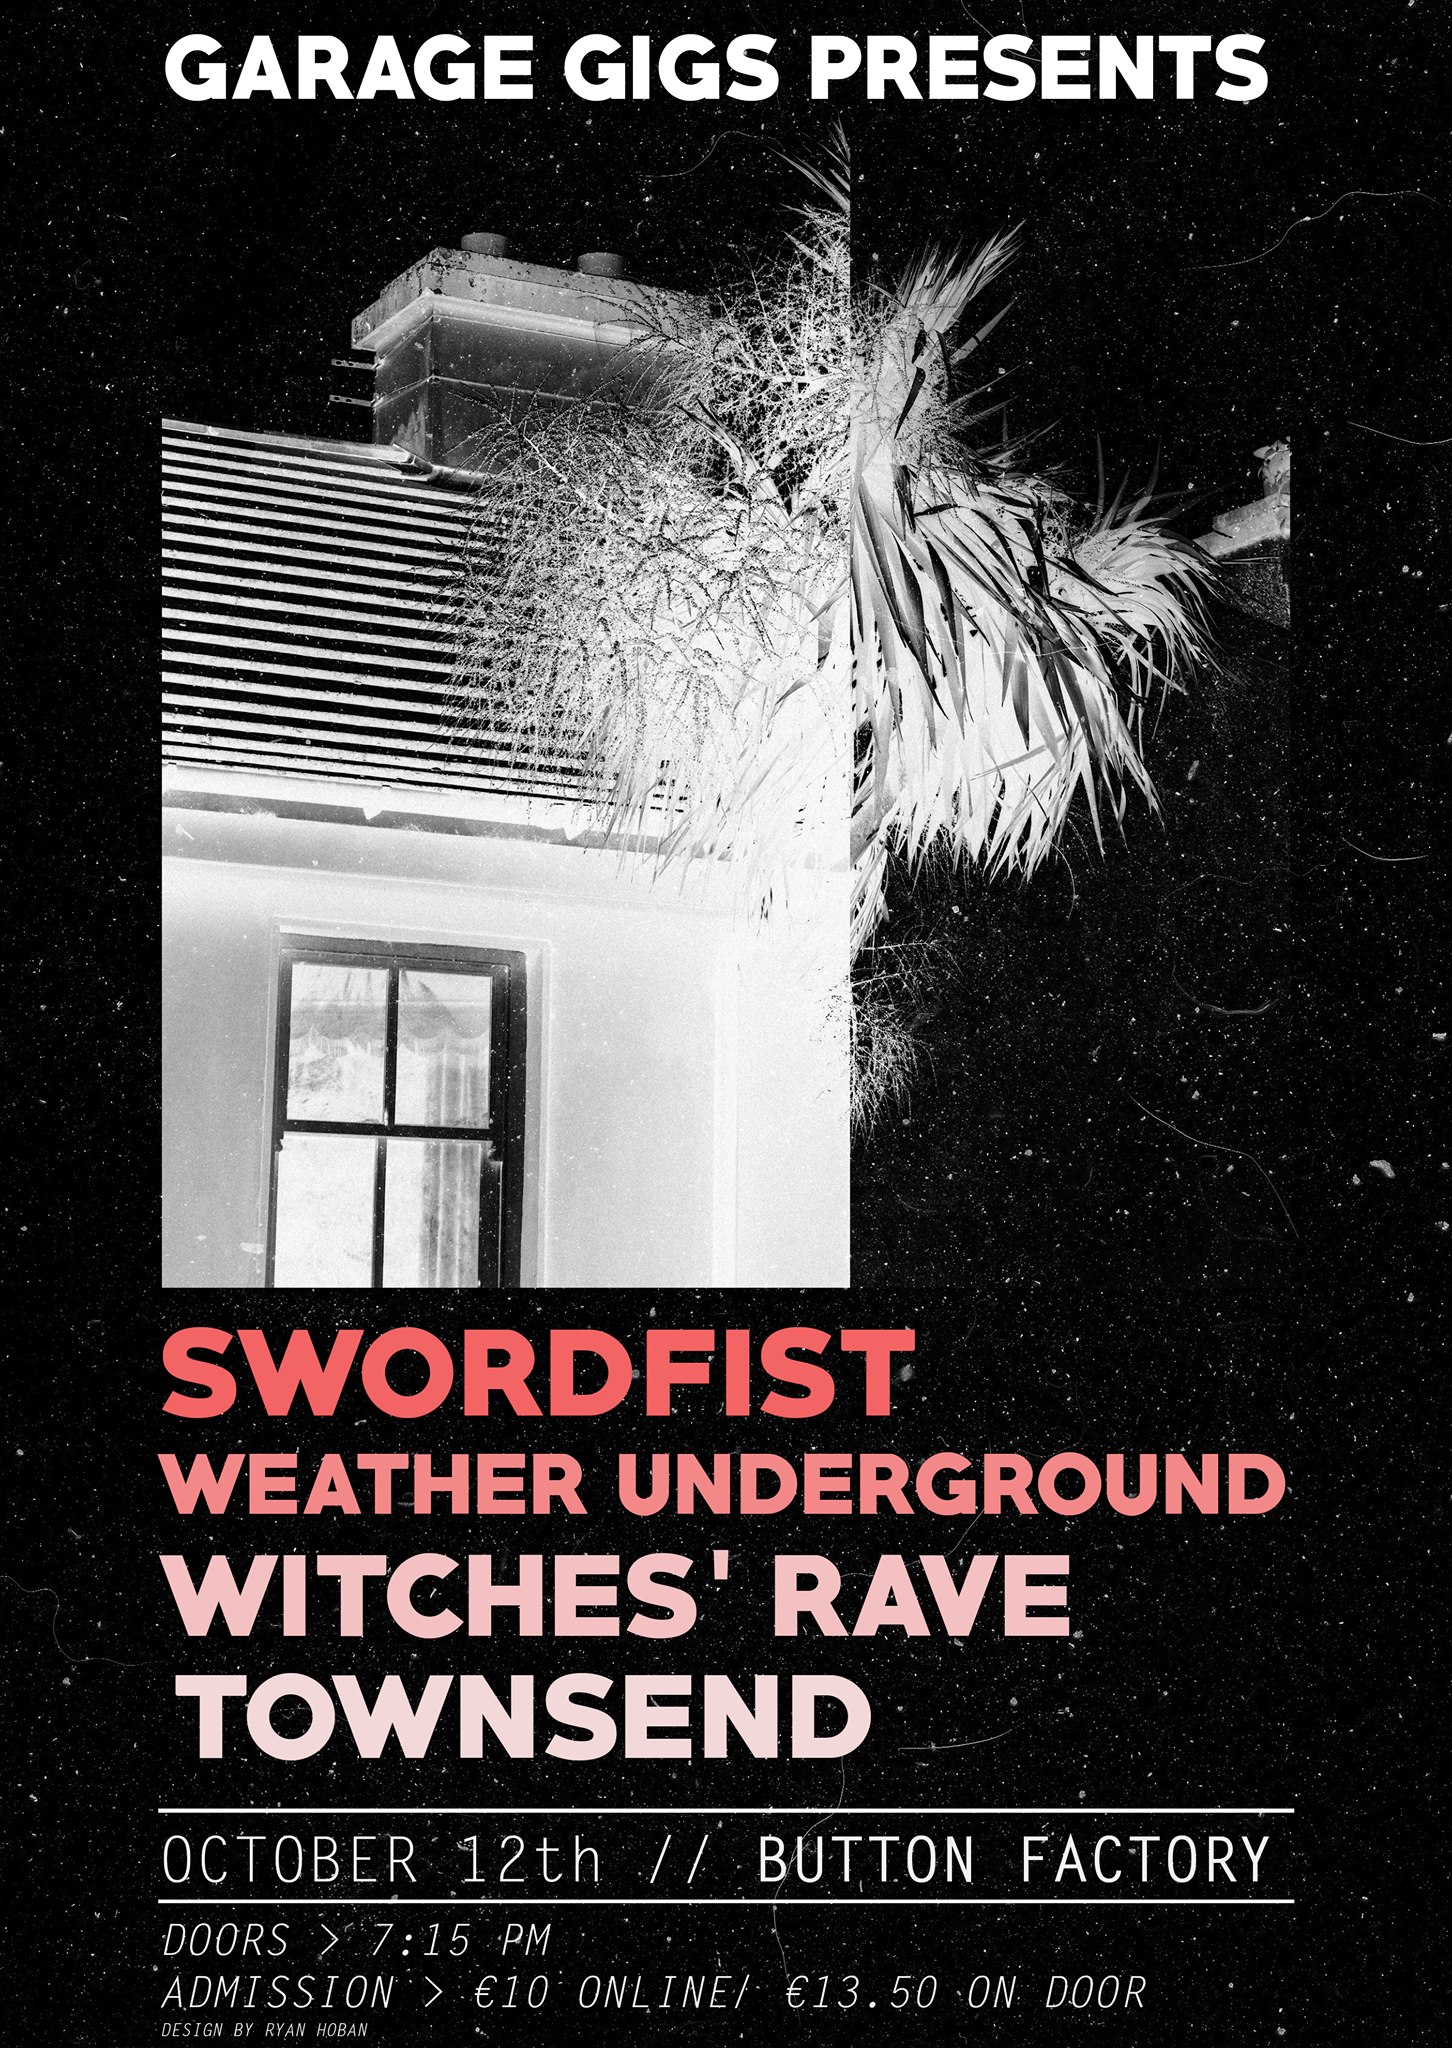 GARAGE GIGS PRESENTS
SWORDFIST
WEATHER UNDERGROUND
WITCHES' RAVE
TOWNSEND
OCTOBER 12th // BUTTON FACTORY
DOORS > 7:15 PM
ADMISSION > €10 ONLINE/ €13.50 ON DOOR
DESIGN BY RYAN HOBAN